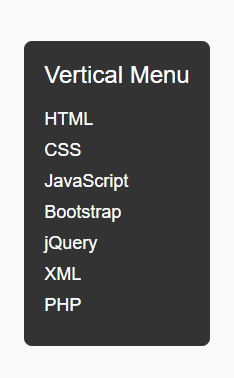 Vertical Menu
HTML
CSS
JavaScript
Bootstrap
jQuery
XML
PHP